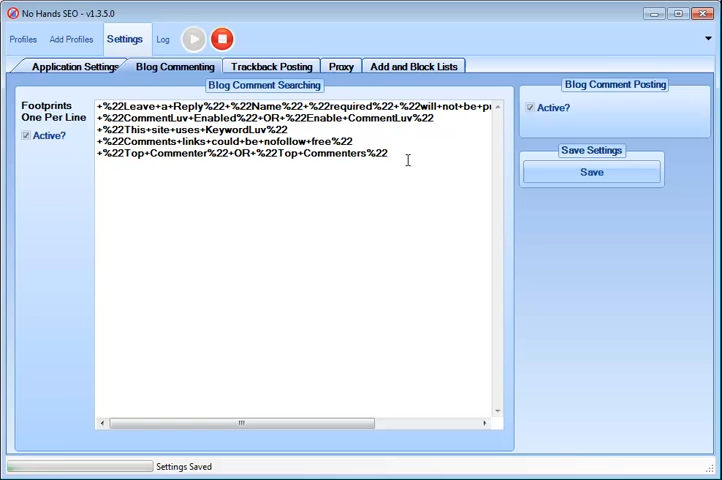 No Hands SEO - v1.3.5.0
Profiles Add Profiles Settings Log
Application Settings Blog Commenting Trackback Posting Proxy Add and Block Lists
Blog Comment Searching
Footprints
One Per Line
Active?
+%22Leave+a+Reply%22+%22Name%22+%22required%22+%22will+not+be+
+%22CommentLuv+Enabled%22+OR+%22Enable+CommentLuv%22
+%22This+site+uses+KeywordLuv%22
+%22Comments+links+could+be+nofollow+free%22
+%22Top+Commenter%22+OR+%22Top+Commenters%22
Blog Comment Posting
Active?
Save Settings
Save
Settings Saved